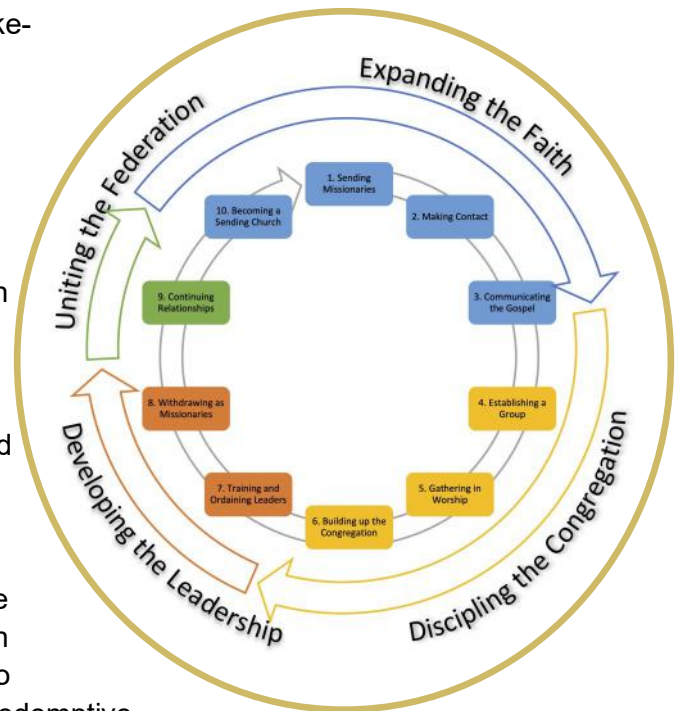 ke-
n
d
e
n
o
Expanding the Faith
Discipling the Congregation
Developing the Leadership
Uniting the Federation
1. Sending
Missionaries
2. Making Contact
3. Communicating
the Gospel
4. Establishing a
Group
5. Gathering in
Worship
6. Building up the
Congregation
7. Training and
Ordaining Leaders
8. Withdrawing as
Missionaries
9. Continuing
Relationships
10. Becoming a
Sending Church